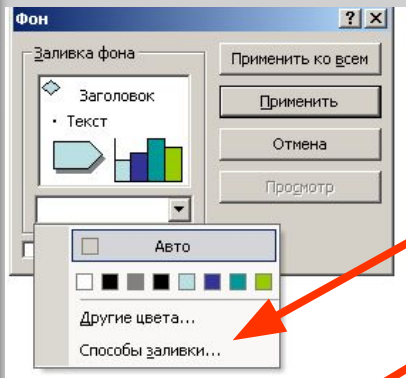 Фон
Заливка фона
Заголовок
• Текст
Применить ко всем
Применить
Отмена
Просмотр
Авто
Другие цвета...
Способы заливки...